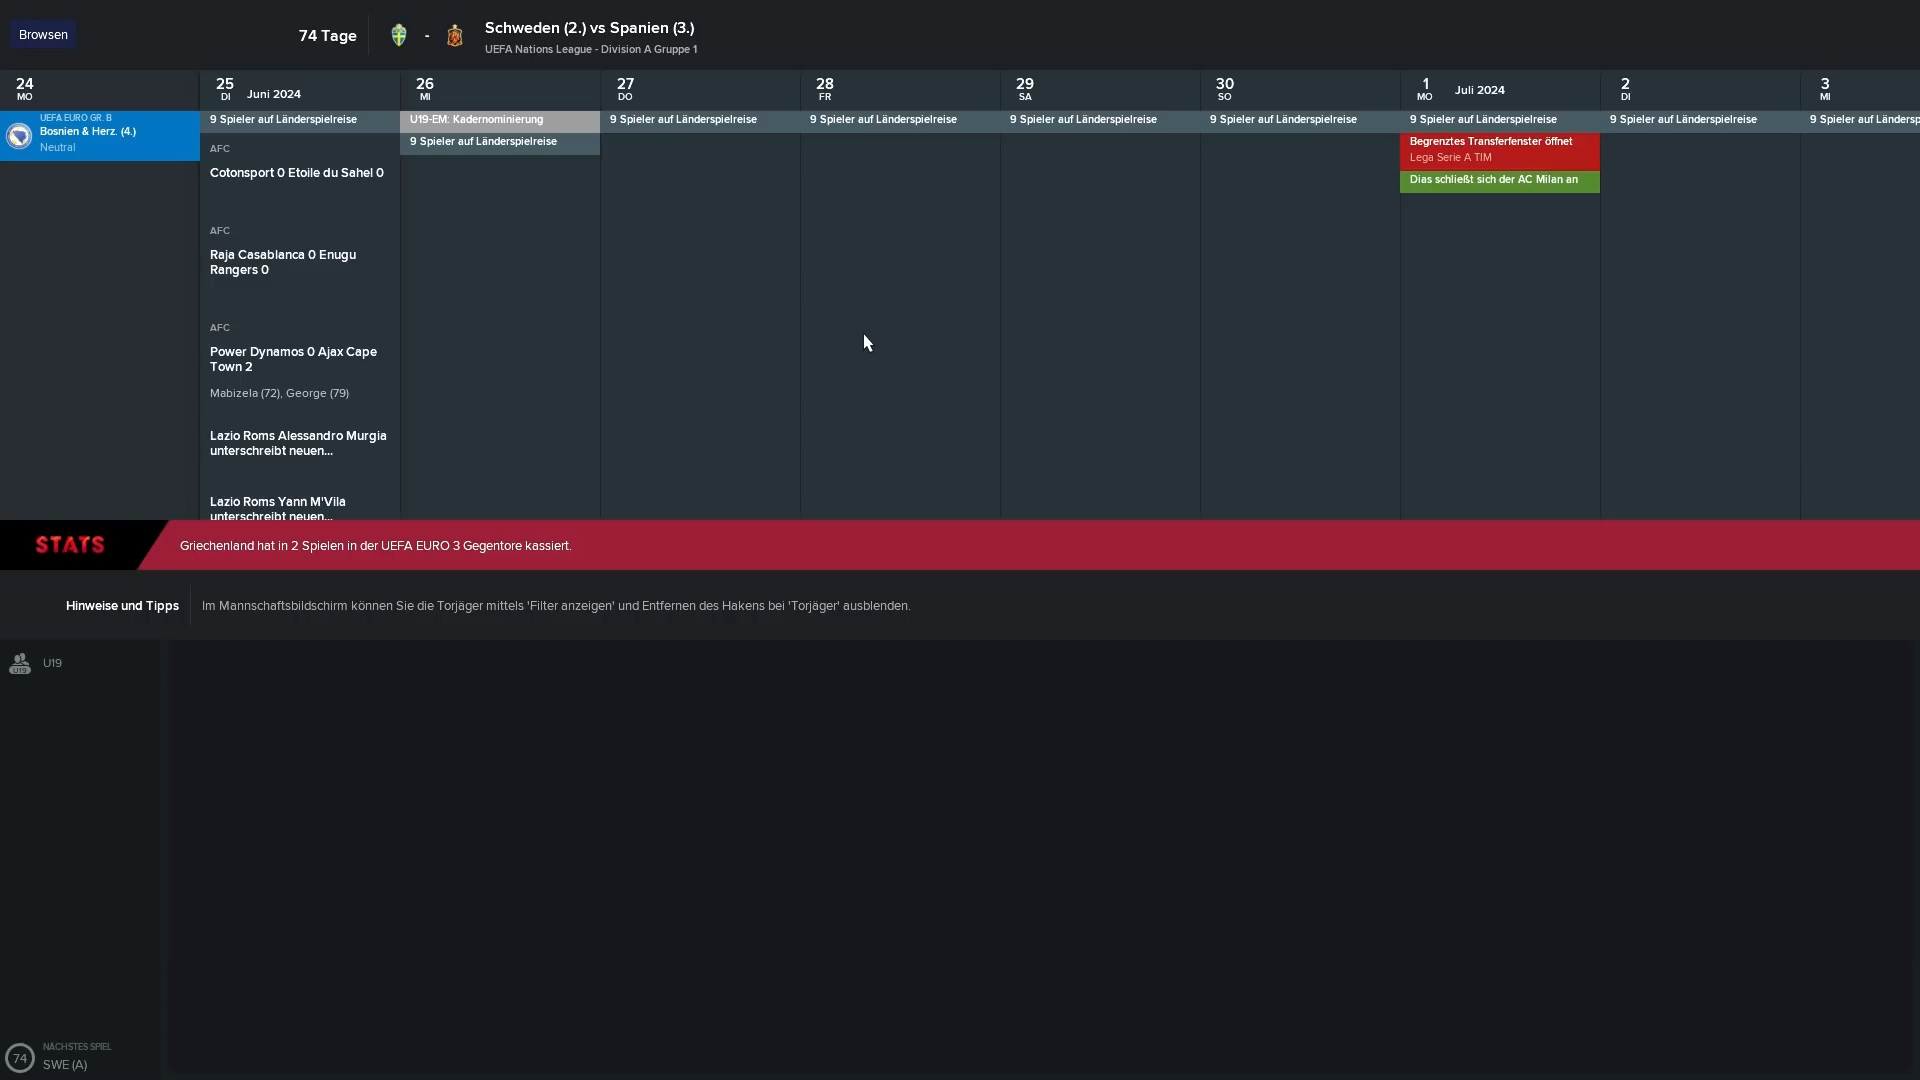 Browsen
74 Tage
-
Schweden (2.) vs Spanien (3.)
UEFA Nations League - Division A Gruppe 1
24
MO
25
DI
Juni 2024
26
MI
27
DO
28
FR
29
SA
30
SO
1
MO
Juli 2024
2
DI
3
MI
UEFA EURO GR. B
Bosnien & Herz. (4.)
Neutral
9 Spieler auf Länderspielreise
AFC
Cotonsport 0 Etoile du Sahel 0
AFC
Raja Casablanca 0 Enugu
Rangers 0
AFC
Power Dynamos 0 Ajax Cape
Town 2
Mabizela (72), George (79)
Lazio Roms Alessandro Murgia
unterschreibt neuen...
Lazio Roms Yann M'Vila
unterschreibt neuen...
U19-EM: Kadernominierung
9 Spieler auf Länderspielreise
9 Spieler auf Länderspielreise
9 Spieler auf Länderspielreise
9 Spieler auf Länderspielreise
9 Spieler auf Länderspielreise
9 Spieler auf Länderspielreise
Begrenztes Transferfenster öffnet
Lega Serie A TIM
Dias schließt sich der AC Milan an
9 Spieler auf Länderspielreise
9 Spieler auf Ländersp
STATS
Griechenland hat in 2 Spielen in der UEFA EURO 3 Gegentore kassiert.
Hinweise und Tipps
Im Mannschaftsbildschirm können Sie die Torjäger mittels 'Filter anzeigen' und Entfernen des Hakens bei 'Torjäger' ausblenden.
U19
U19
74
NÄCHSTES SPIEL
SWE (A)